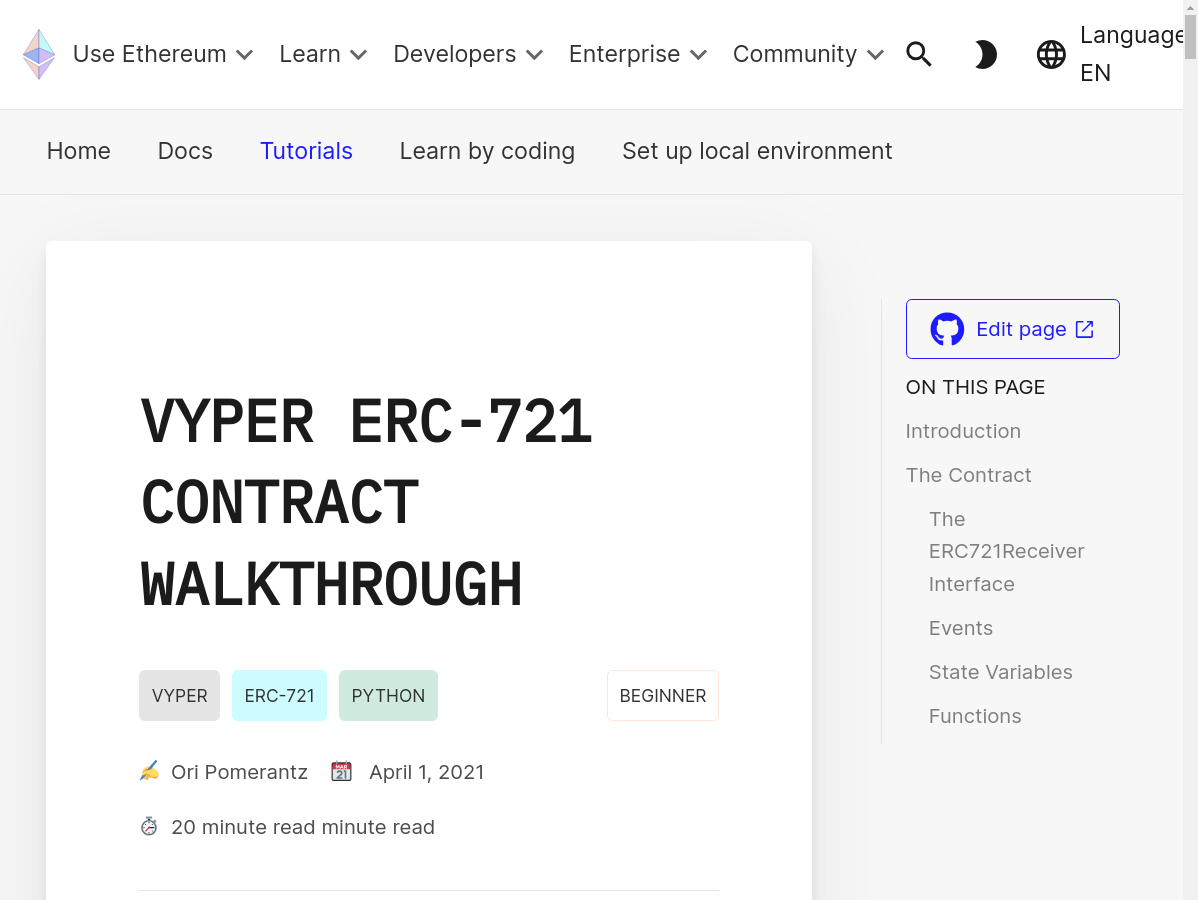 Use Ethereum Learn Developers Enterprise Community Language
EN
Home Docs Tutorials Learn by coding Set up local environment
VYPER ERC-721
CONTRACT
WALKTHROUGH
VYPER ERC-721 PYTHON BEGINNER
Ori Pomerantz April 1, 2021
20 minute read minute read
Edit page
ON THIS PAGE
Introduction
The Contract
The
ERC721Receiver
Interface
Events
State Variables
Functions